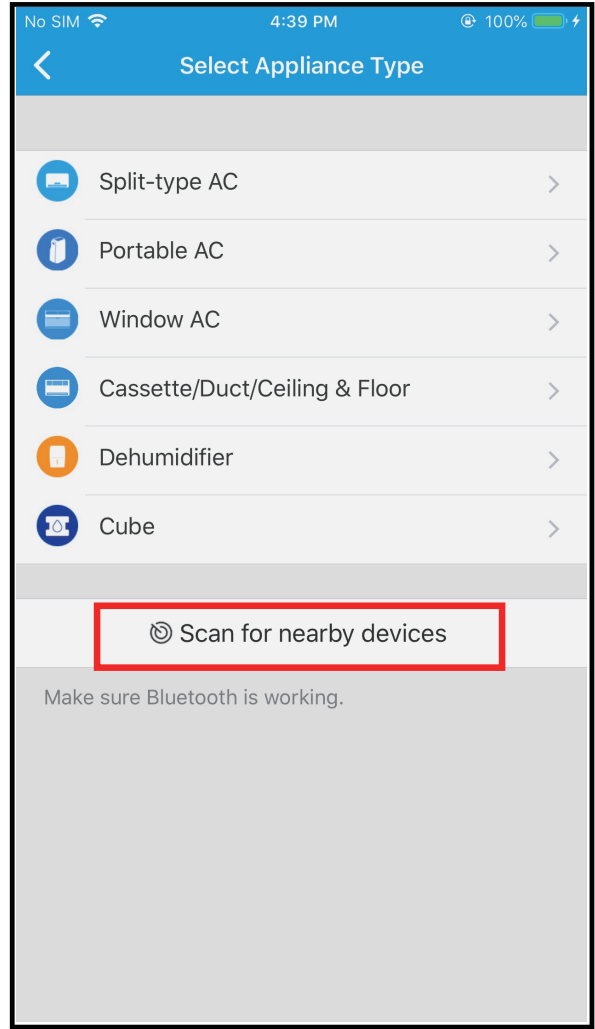 No SIM 4:39 PM 100%
Select Appliance Type
Split-type AC
Portable AC
Window AC
Cassette/Duct/Ceiling & Floor
Dehumidifier
Cube
Scan for nearby devices
Make sure Bluetooth is working.